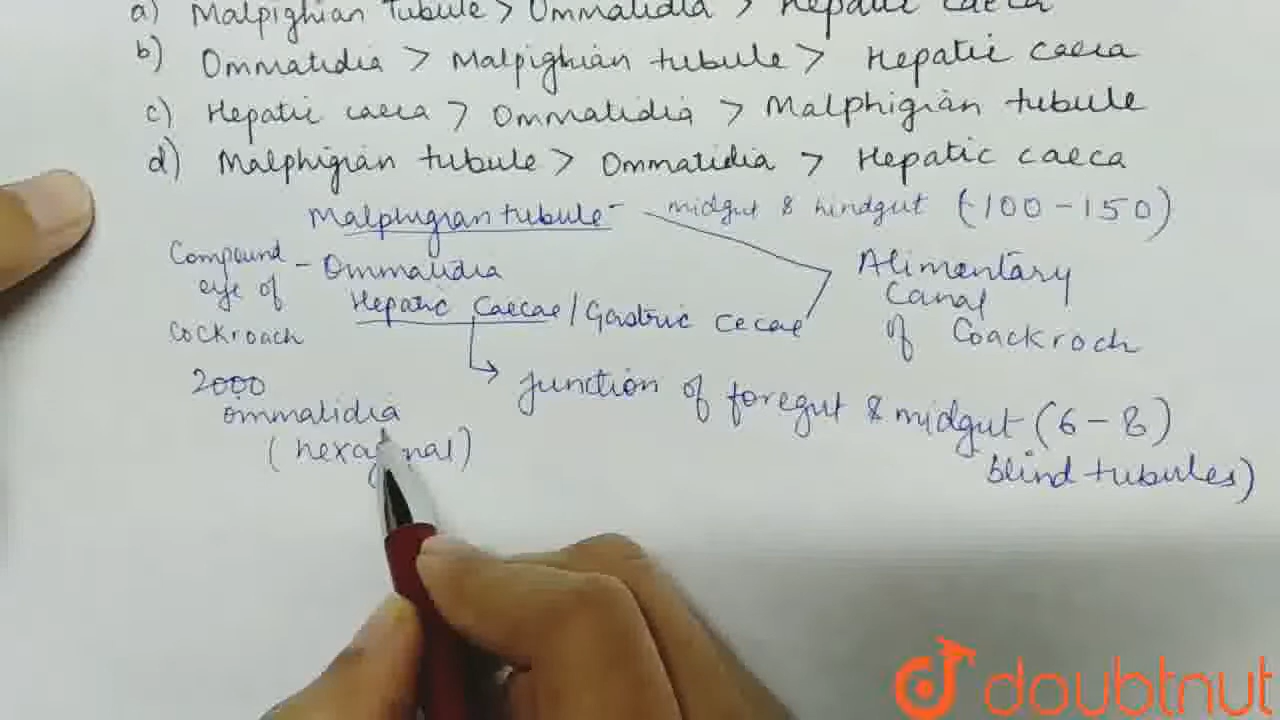 a) Malpighian tubule > Ommatidia > Hepatic caeca
b) Ommatidia > Malpighian tubule > Hepatic caeca
c) Hepatic caeca > Ommatidia > Malphigian tubule
d) Malphigian tubule > Ommatidia > Hepatic caeca
Malphigian tubule - midgut & hindgut (-100-150)
Compound eye of Cockroach - Ommalidia
Hepatic Caecae / Gastric cecae
Alimentary
Canal
of Coackroch
2000
ommalidia
(hexagonal)
junction of foregut & midgut (6-8)
blind tubules)
doubtnut